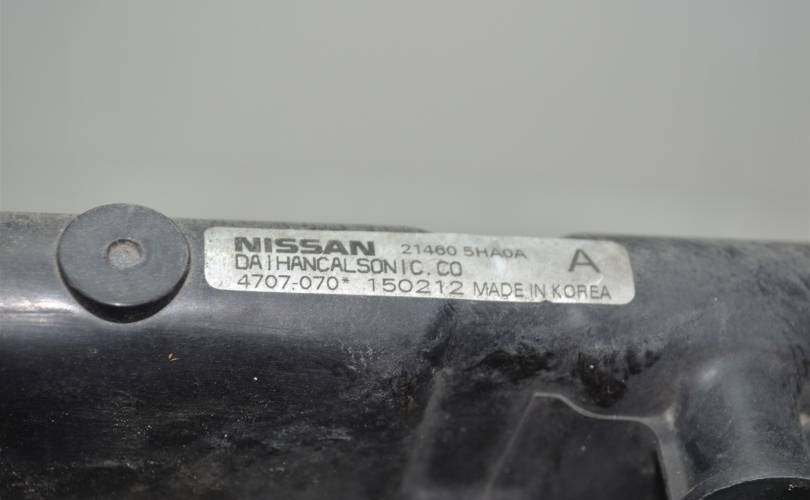 NISSAN 21460 5HA0A A
DAIHANCALSONIC.CO
4707-070* 150212 MADE IN KOREA